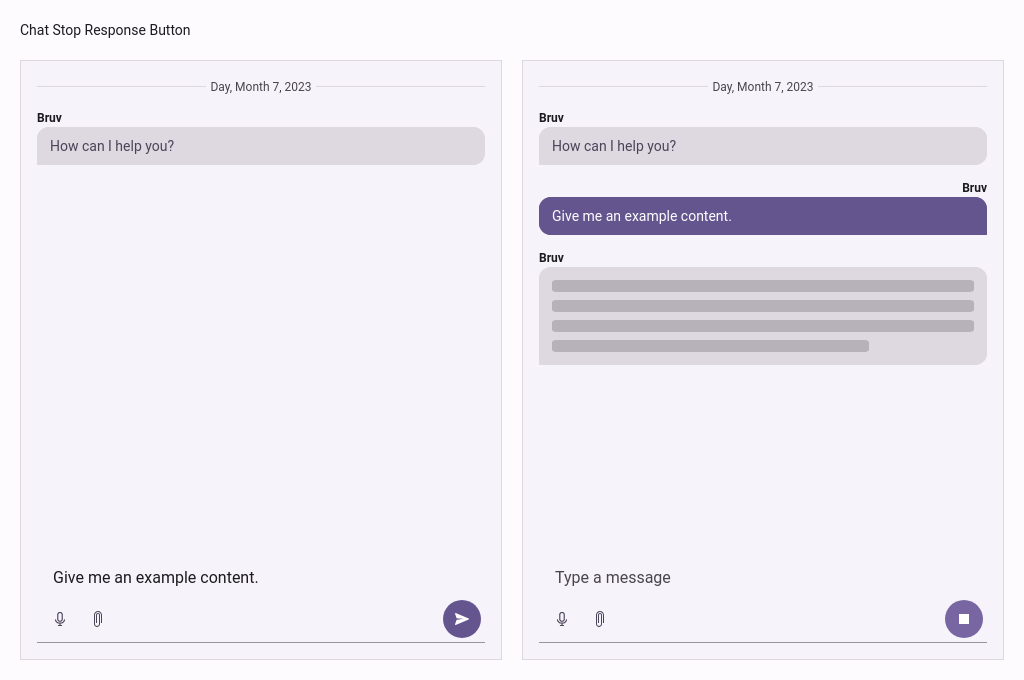 Chat Stop Response Button
Day, Month 7, 2023
Bruv
How can I help you?
Give me an example content.
Day, Month 7, 2023
Bruv
How can I help you?
Bruv
Give me an example content.
Bruv
Type a message